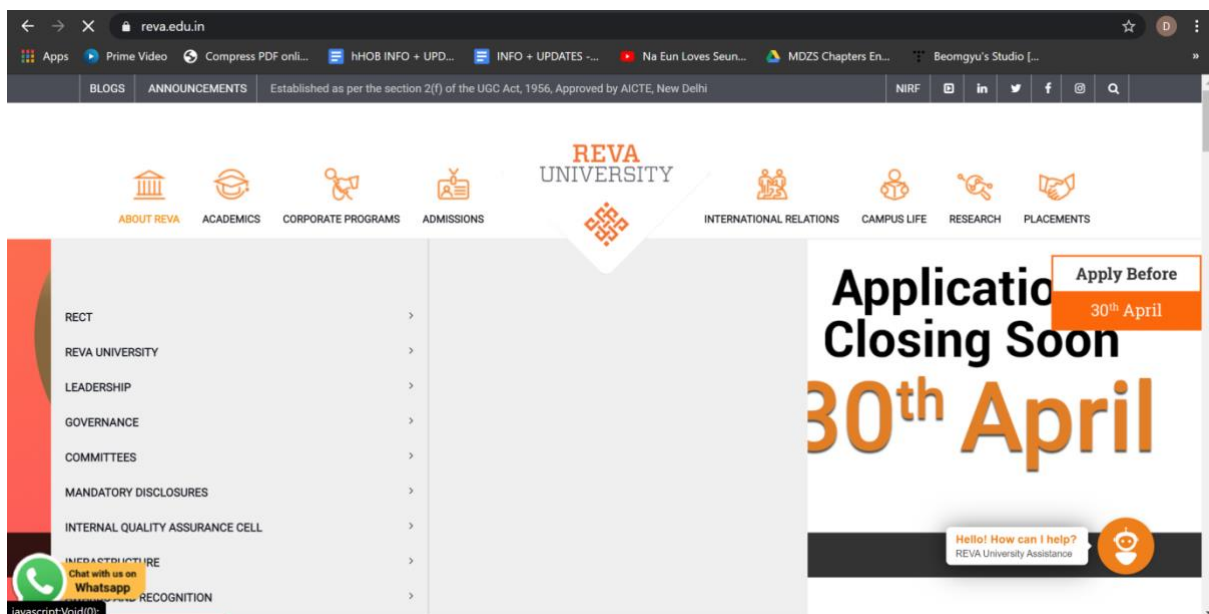 reva.edu.in
D
Apps
Prime Video
Compress PDF onli...
hHOB INFO + UPD...
INFO + UPDATES -...
Na Eun Loves Seun...
MDZS Chapters En...
Beomgyu's Studio [...
»
BLOGS
ANNOUNCEMENTS
Established as per the section 2(f) of the UGC Act, 1956, Approved by AICTE, New Delhi
NIRF
REVA
UNIVERSITY
ABOUT REVA
ACADEMICS
CORPORATE PROGRAMS
ADMISSIONS
INTERNATIONAL RELATIONS
CAMPUS LIFE
RESEARCH
PLACEMENTS
RECT
REVA UNIVERSITY
LEADERSHIP
GOVERNANCE
COMMITTEES
MANDATORY DISCLOSURES
INTERNAL QUALITY ASSURANCE CELL
INFRASTRUCTURE
RECOGNITION
Applicatio
Closing Soon
30th April
Apply Before
30th April
Hello! How can I help?
REVA University Assistance
Chat with us on
Whatsapp
javascript:Void(0);